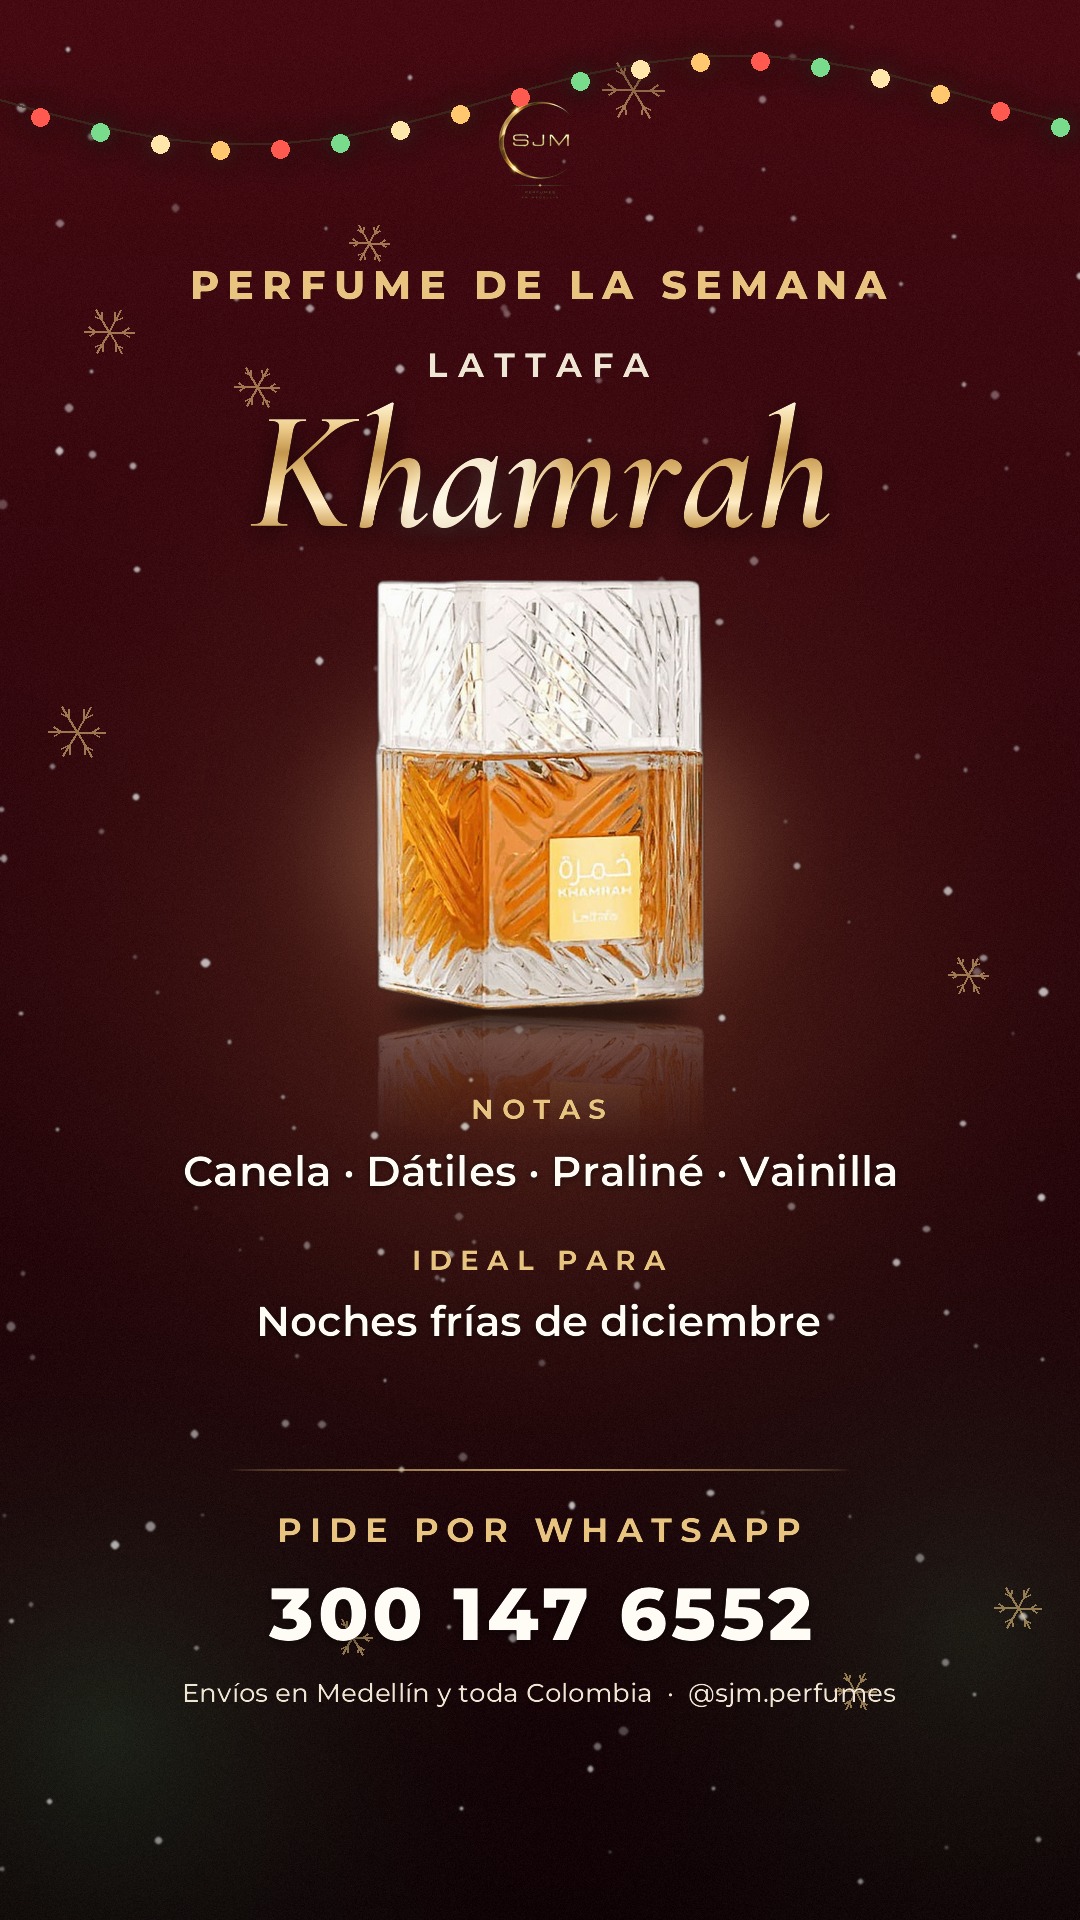 SJM
PERFUME DE LA SEMANA
LATTAFA
Khamrah
خمرة
KHAMRAH
Lattafa
NOTAS
Canela · Dátiles · Praliné · Vainilla
IDEAL PARA
Noches frías de diciembre
PIDE POR WHATSAPP
300 147 6552
Envíos en Medellín y toda Colombia · @sjm.perfumes